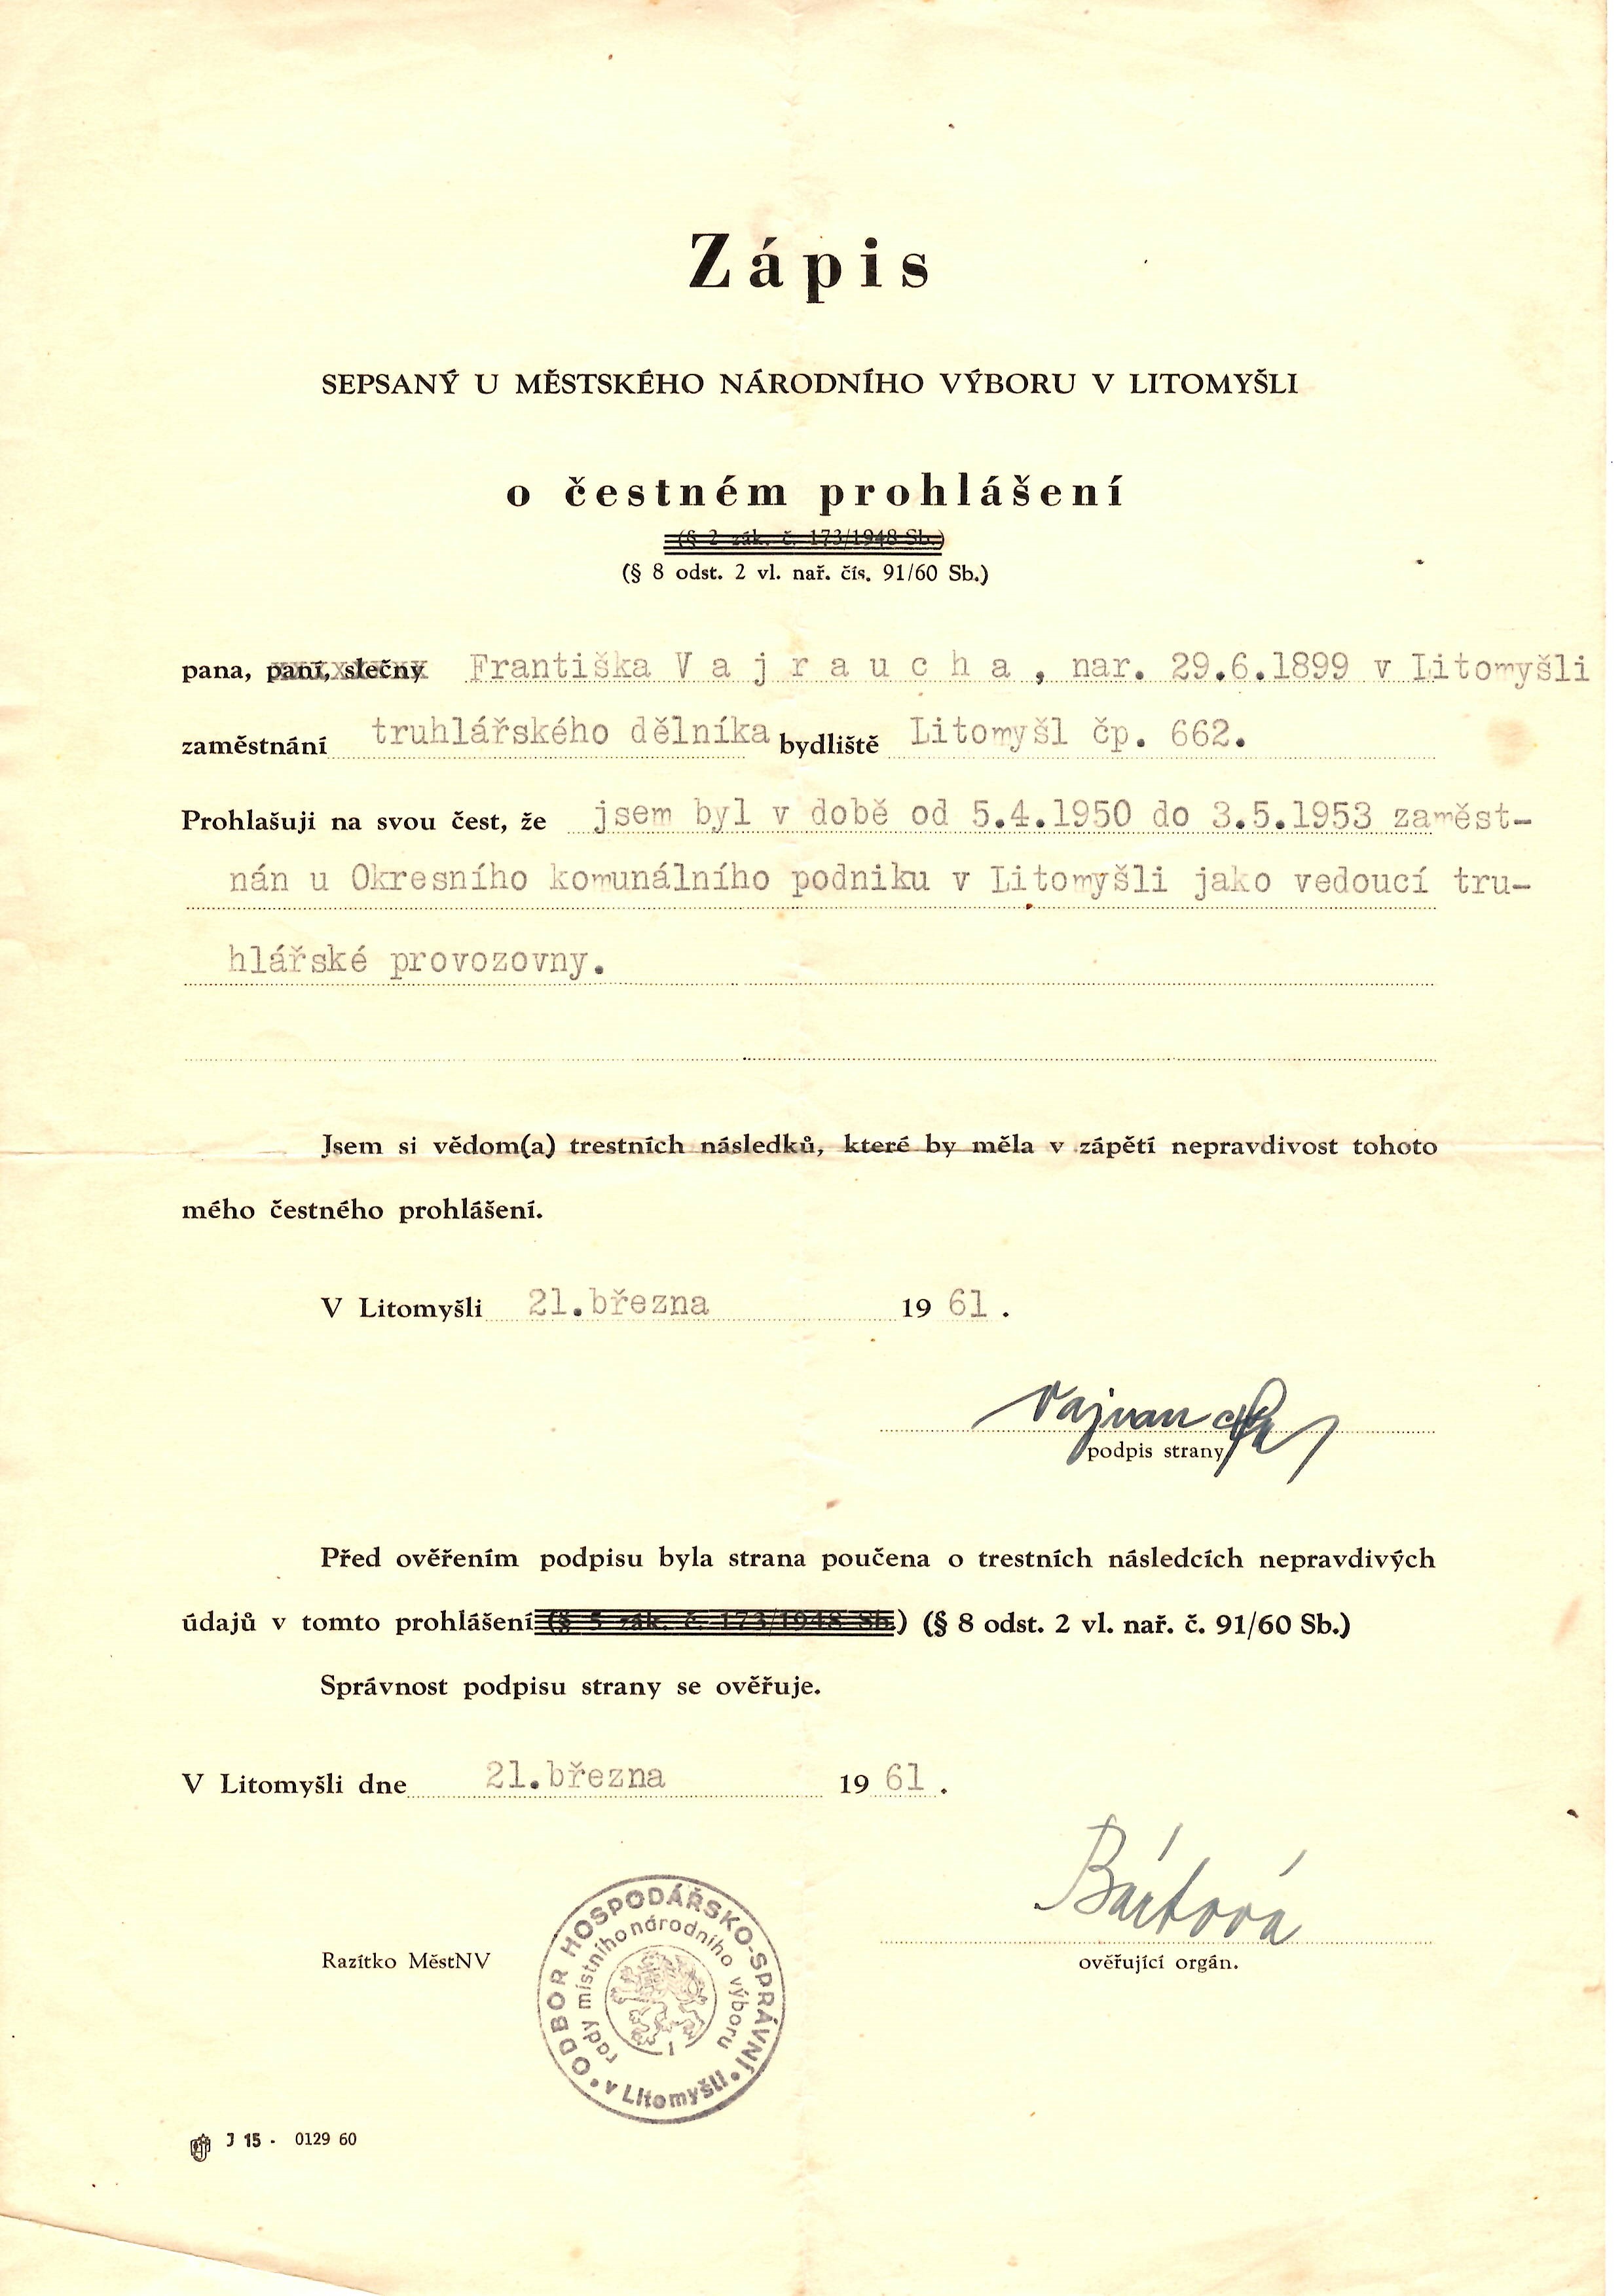 Zápis
SEPSANÝ U MĚSTSKÉHO NÁRODNÍHO VÝBORU V LITOMYŠLI
o čestném prohlášení
(§ 2 zák. č. 173/1948 Sb.)
(§ 8 odst. 2 vl. nař. čís. 91/60 Sb.)
pana, paní, slečny Františka V a j r a u c h a , nar. 29.6.1899 v Litomyšli
zaměstnání truhlářského dělníka bydliště Litomyšl čp. 662.
Prohlašuji na svou čest, že jsem byl v době od 5.4.1950 do 3.5.1953 zaměst-
nán u Okresního komunálního podniku v Litomyšli jako vedoucí tru-
hlářské provozovny.
Jsem si vědom(a) trestních následků, které by měla v zápětí nepravdivost tohoto
mého čestného prohlášení.
V Litomyšli 21.března 19 61 .
Vajrauch
podpis strany
Před ověřením podpisu byla strana poučena o trestních následcích nepravdivých
údajů v tomto prohlášení (§ 5 zák. č. 173/1948 Sb.) (§ 8 odst. 2 vl. nař. č. 91/60 Sb.)
Správnost podpisu strany se ověřuje.
V Litomyšli dne 21.března 19 61 .
Bártová
ověřující orgán.
Razítko MěstNV
ODBOR HOSPODÁŘSKO-SPRÁVNÍ
rady místního národního výboru
v Litomyšli
1
J 15 - 0129 60